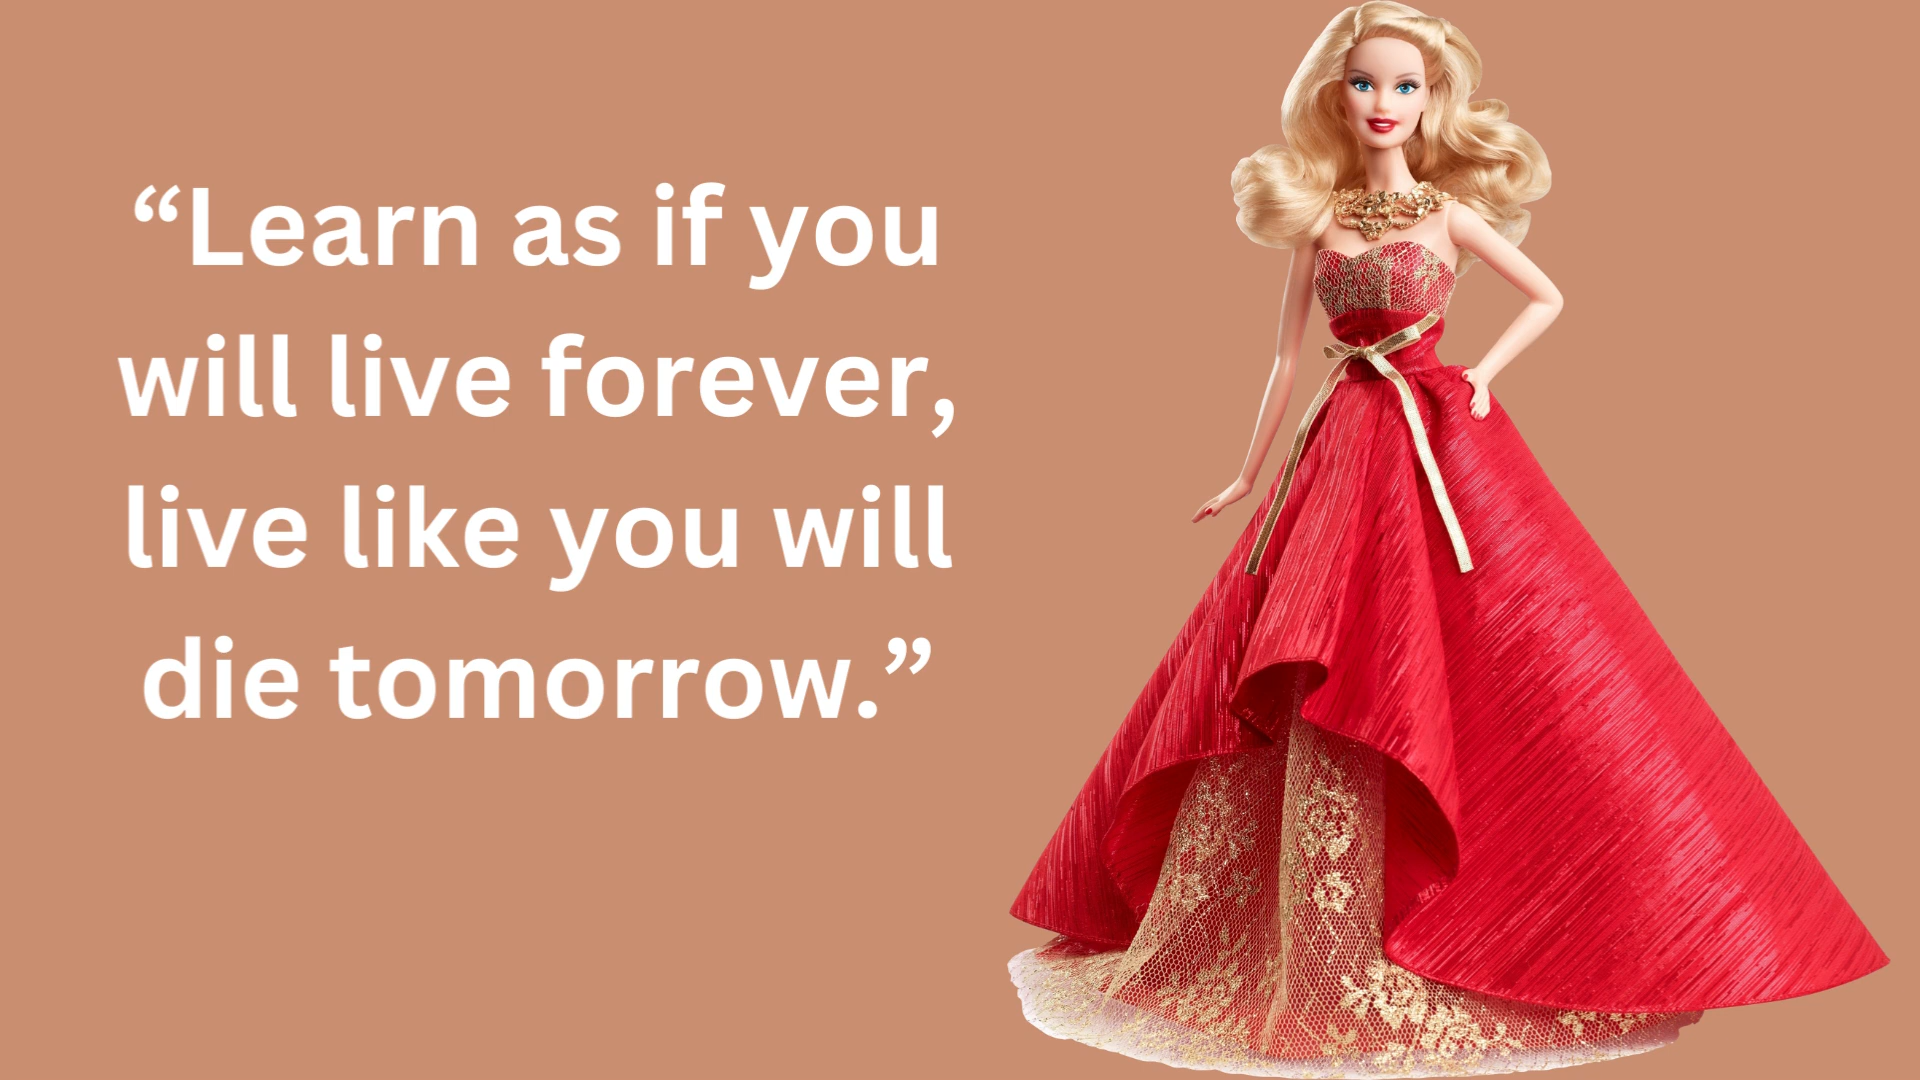 “Learn as if you
will live forever,
live like you will
die tomorrow.”